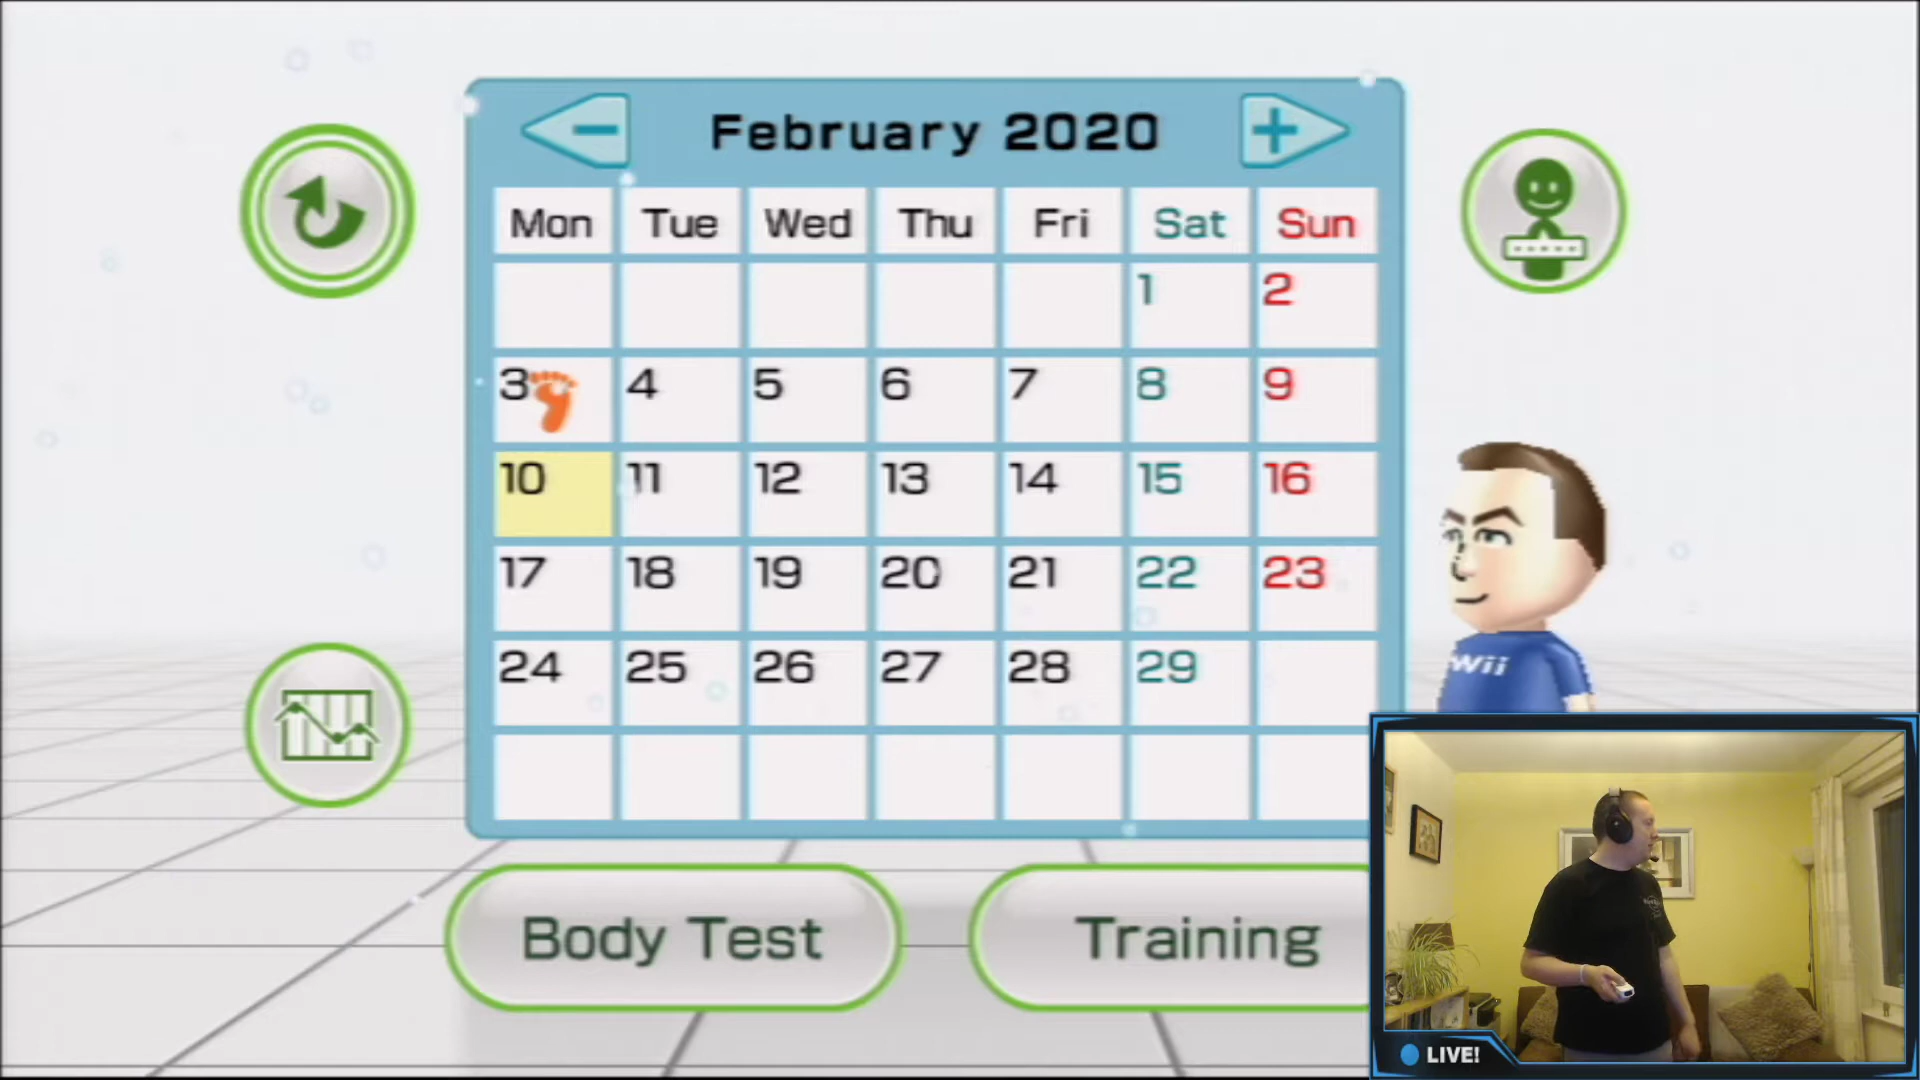 February 2020
Mon Tue Wed Thu Fri Sat Sun
1 2
3 4 5 6 7 8 9
10 11 12 13 14 15 16
17 18 19 20 21 22 23
24 25 26 27 28 29
Wii
Body Test Training
LIVE!